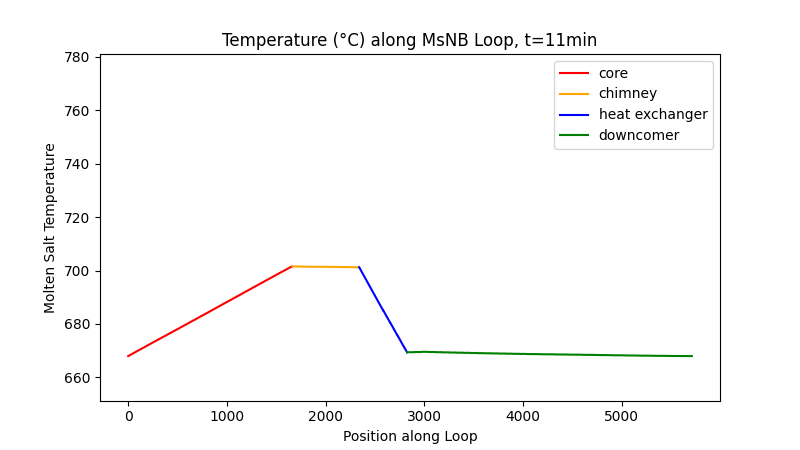 Temperature (°C) along MsNB Loop, t=11min
780
760
740
720
700
680
660
Molten Salt Temperature
core
chimney
heat exchanger
downcomer
0
1000
2000
3000
4000
5000
Position along Loop